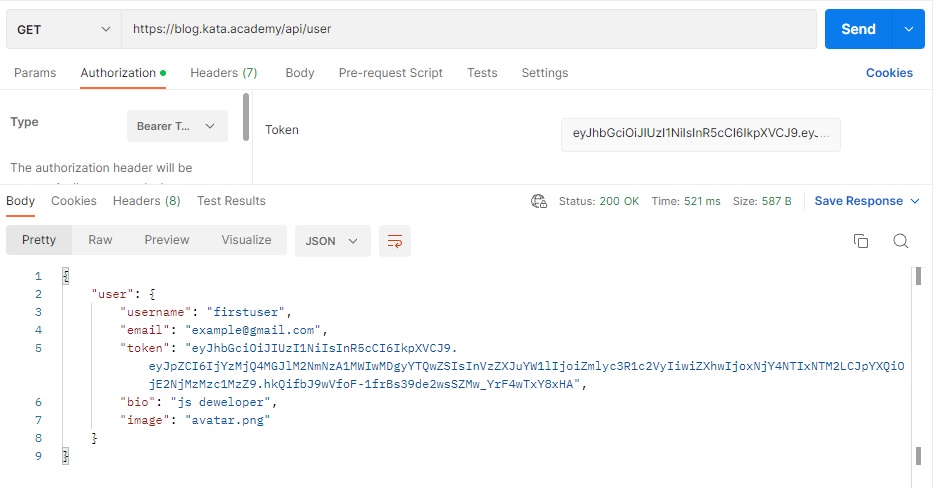 GET
https://blog.kata.academy/api/user
Send
Params Authorization Headers (7) Body Pre-request Script Tests Settings Cookies
Type
Bearer T...
Token
eyJhbGciOiJIUzI1NiIsInR5cCI6IkpXVCJ9.ey...
The authorization header will be
Body Cookies Headers (8) Test Results
Status: 200 OK Time: 521 ms Size: 587 B Save Response
Pretty Raw Preview Visualize JSON
1 {
2 "user": {
3 "username": "firstuser",
4 "email": "example@gmail.com",
5 "token": "eyJhbGciOiJIUzI1NiIsInR5cCI6IkpXVCJ9.
eyJpZCI6IjYzMjQ4MGJlM2NmNzA1MWIwMDgyYTQwZSIsInVzZXJuYW1lIjoiZmlyc3R1c2VyIiwiZXhwIjoxNjY4NTIxNTM2LCJpYXQiO
jE2NjMzMzc1MzZ9.hkQifbJ9wVfoF-1frBs39de2wsSZMw_YrF4wTxY8xHA",
6 "bio": "js deweloper",
7 "image": "avatar.png"
8 }
9 }